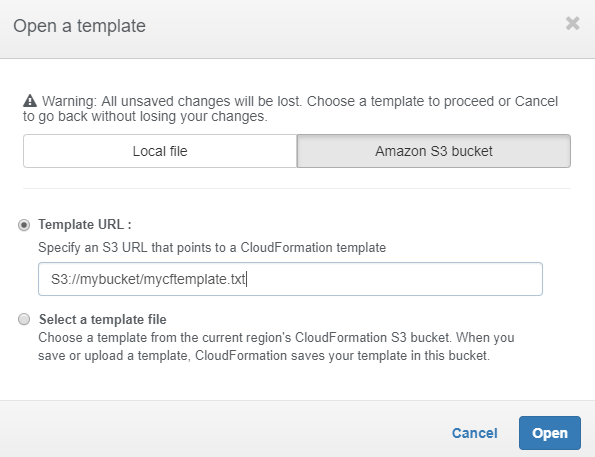 Open a template
Warning: All unsaved changes will be lost. Choose a template to proceed or Cancel
to go back without losing your changes.
Local file
Amazon S3 bucket
Template URL :
Specify an S3 URL that points to a CloudFormation template
S3://mybucket/mycftemplate.txt
Select a template file
Choose a template from the current region's CloudFormation S3 bucket. When you
save or upload a template, CloudFormation saves your template in this bucket.
Cancel
Open